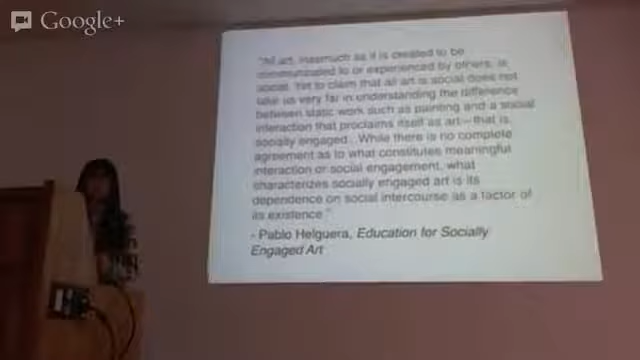 Google+
"All art, inasmuch as it is created to be
communicated to or experienced by others, is
social. Yet to claim that all art is social does not
take us very far in understanding the difference
between static work such as painting and a social
interaction that proclaims itself as art—that is,
socially engaged...While there is no complete
agreement as to what constitutes meaningful
interaction or social engagement, what
characterizes socially engaged art is its
dependence on social intercourse as a factor of
its existence."
- Pablo Helguera, Education for Socially
Engaged Art